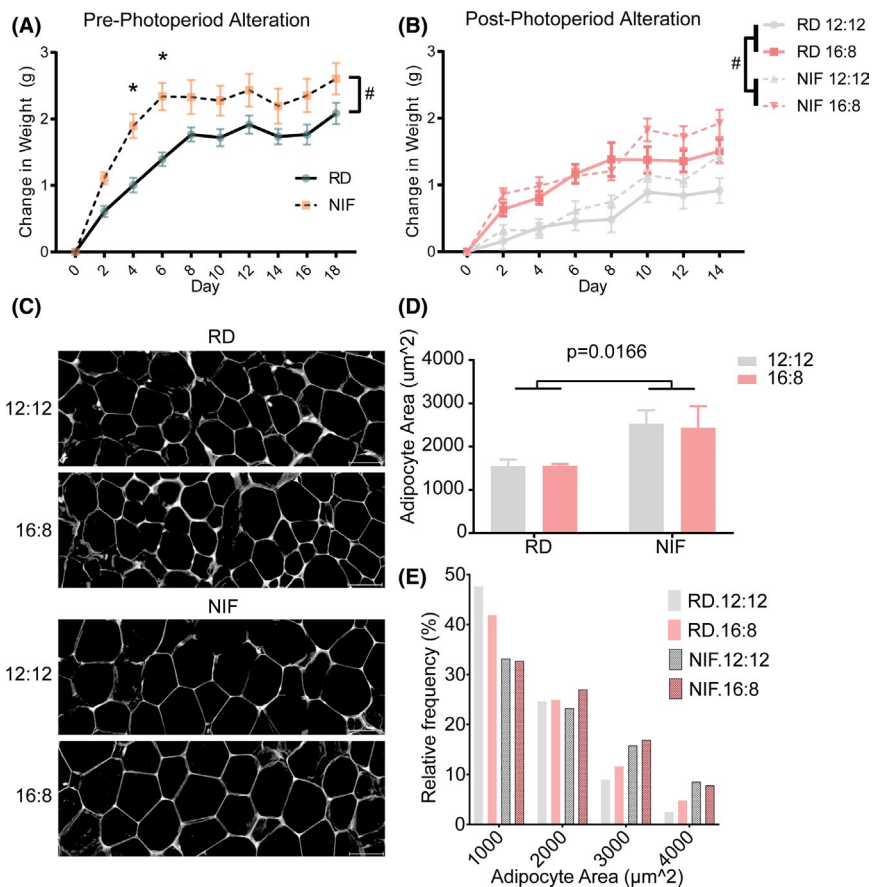 (A) Pre-Photoperiod Alteration
Change in Weight (g)
3
2
1
0
* *
#
RD
NIF
0 2 4 6 8 10 12 14 16 18
Day
(B) Post-Photoperiod Alteration
Change in Weight (g)
3
2
1
0
0 2 4 6 8 10 12 14
Day
#
RD 12:12
RD 16:8
NIF 12:12
NIF 16:8
(C)
RD
12:12
16:8
NIF
12:12
16:8
(D)
Adipocyte Area (um^2)
4000
3000
2000
1000
0
p=0.0166
12:12
16:8
RD NIF
(E)
Relative frequency (%)
50
40
30
20
10
0
RD.12:12
RD.16:8
NIF.12:12
NIF.16:8
1000 2000 3000 4000
Adipocyte Area (µm^2)